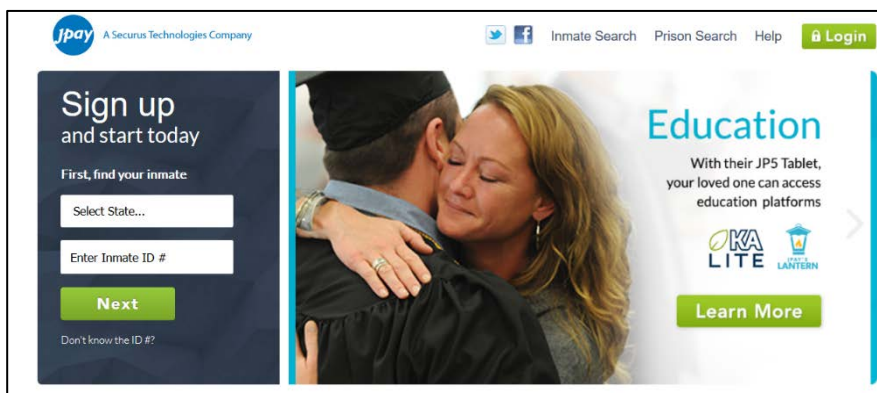 Jpay
A Securus Technologies Company
Inmate Search
Prison Search
Help
Login
Sign up
and start today
First, find your inmate
Select State...
Enter Inmate ID #
Next
Don't know the ID #?
Education
With their JP5 Tablet,
your loved one can access
education platforms
KA
LITE
JPAY'S
LANTERN
Learn More